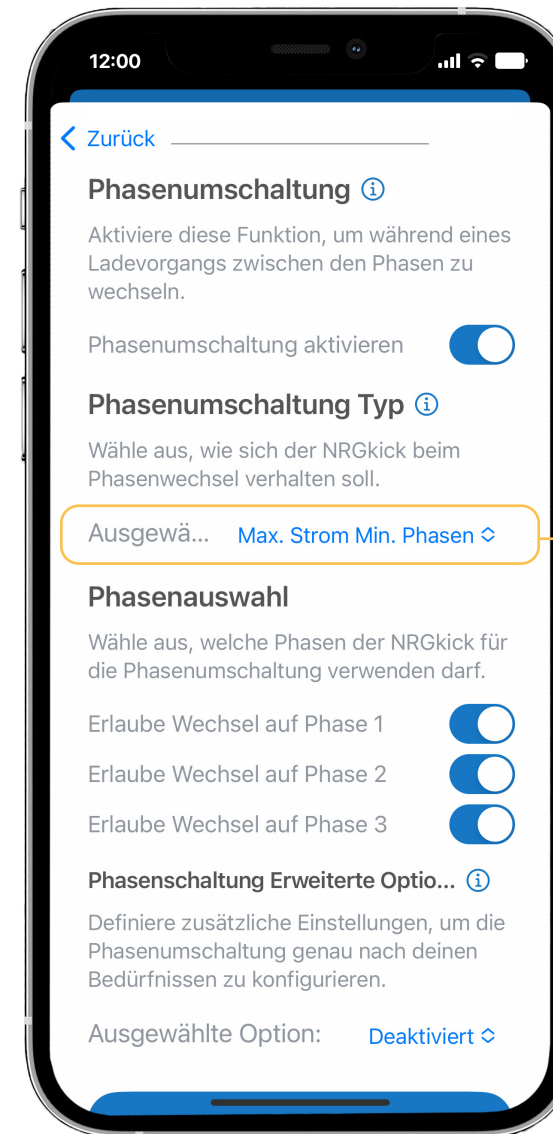 12:00
Zurück
Phasenumschaltung
Aktiviere diese Funktion, um während eines
Ladevorgangs zwischen den Phasen zu
wechseln.
Phasenumschaltung aktivieren
Phasenumschaltung Typ
Wähle aus, wie sich der NRGkick beim
Phasenwechsel verhalten soll.
Ausgewä... Max. Strom Min. Phasen
Phasenauswahl
Wähle aus, welche Phasen der NRGkick für
die Phasenumschaltung verwenden darf.
Erlaube Wechsel auf Phase 1
Erlaube Wechsel auf Phase 2
Erlaube Wechsel auf Phase 3
Phasenschaltung Erweiterte Optio...
Definiere zusätzliche Einstellungen, um die
Phasenumschaltung genau nach deinen
Bedürfnissen zu konfigurieren.
Ausgewählte Option: Deaktiviert